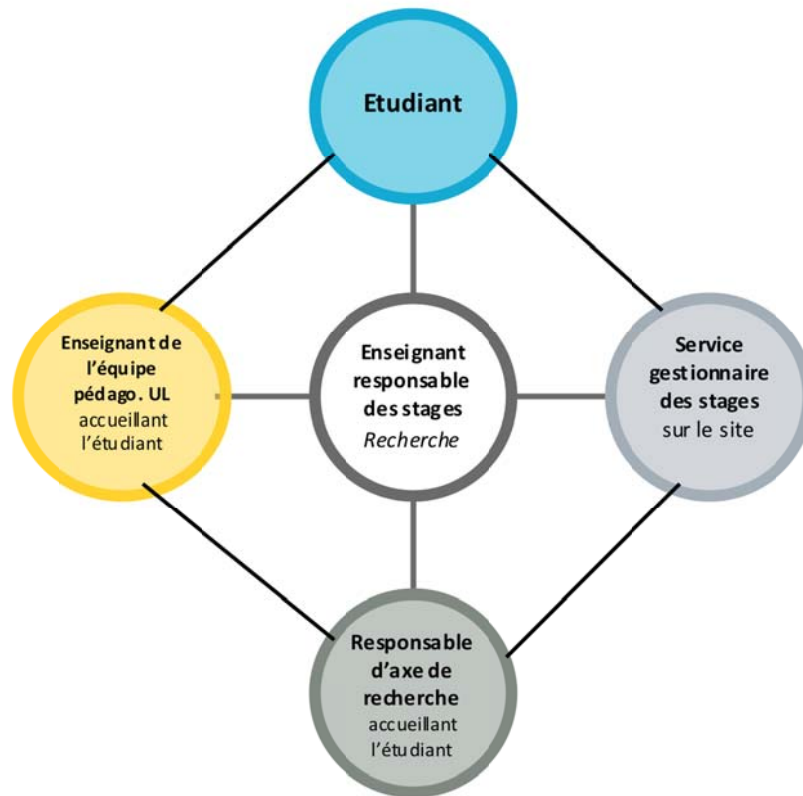 Etudiant
Enseignant de
l'équipe
pédago. UL
accueillant
l'étudiant
Enseignant
responsable
des stages
Recherche
Service
gestionnaire
des stages
sur le site
Responsable
d'axe de
recherche
accueillant
l'étudiant